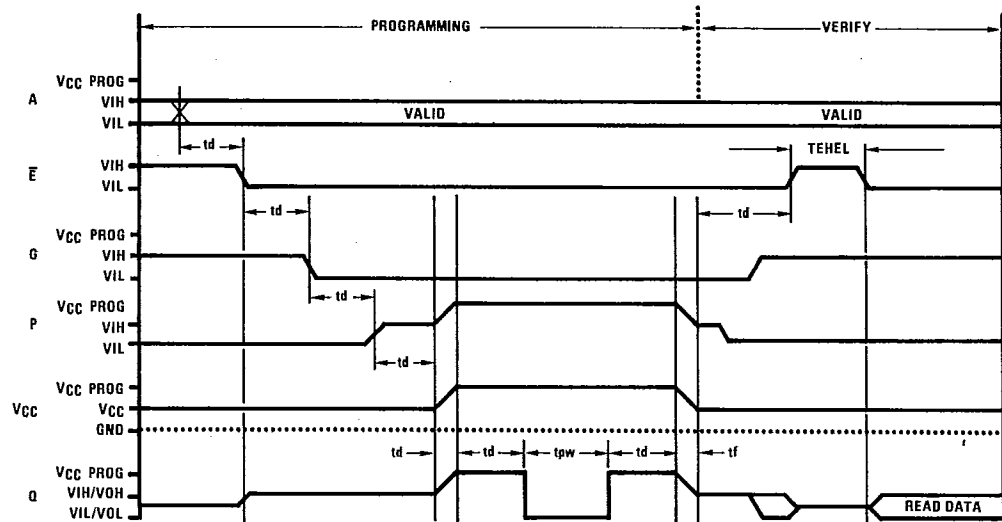 PROGRAMMING VERIFY
VCC PROG
A VIH
VIL
VALID VALID
td
TEHEL
E VIH
VIL
td td
VCC PROG
G VIH
VIL
td
VCC PROG
P VIH
VIL
td
VCC PROG
VCC VCC
GND
td td tpw td tf
VCC PROG
Q VIH/VOH
VIL/VOL
READ DATA